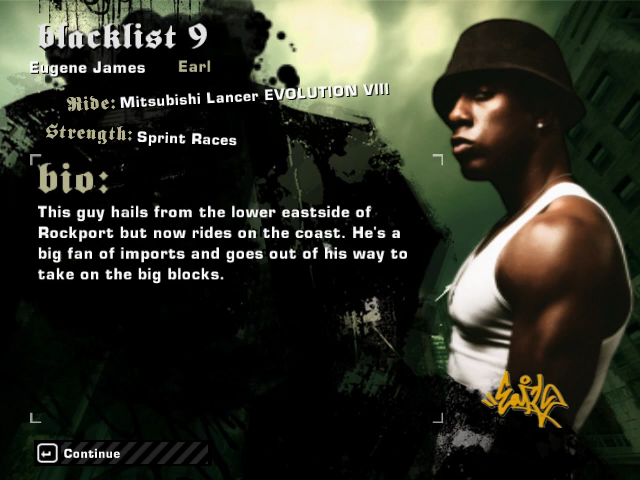 blacklist 9
Eugene James Earl
Ride: Mitsubishi Lancer EVOLUTION VIII
Strength: Sprint Races
bio:
This guy hails from the lower eastside of
Rockport but now rides on the coast. He's a
big fan of imports and goes out of his way to
take on the big blocks.
Earl
Continue